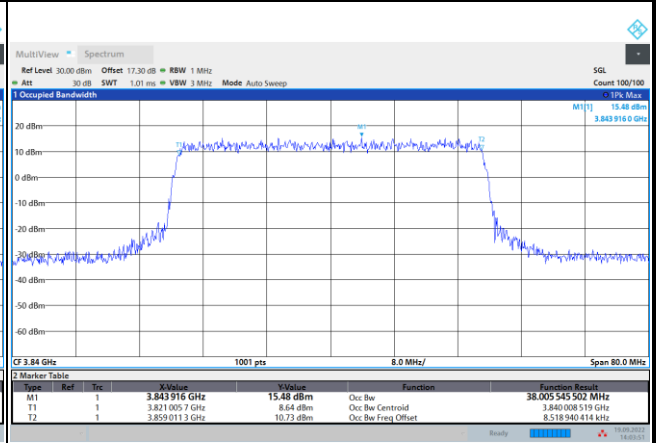 MultiView Spectrum
Ref Level 30.00 dBm Offset 17.30 dB RBW 1 MHz SGL
Att 30 dB SWT 1.01 ms VBW 3 MHz Mode Auto Sweep Count 100/100
1 Occupied Bandwidth 1Pk Max
M1[1] 15.48 dBm
3.843 916 0 GHz
M1
20 dBm
T1 T2
10 dBm
0 dBm
-10 dBm
-20 dBm
-30 dBm
-40 dBm
-50 dBm
-60 dBm
CF 3.84 GHz 1001 pts 8.0 MHz/ Span 80.0 MHz
2 Marker Table
Type Ref Trc X-Value Y-Value Function Function Result
M1 1 3.843 916 GHz 15.48 dBm Occ Bw 38.005 545 502 MHz
T1 1 3.821 005 7 GHz 8.64 dBm Occ Bw Centroid 3.840 008 519 GHz
T2 1 3.859 011 3 GHz 10.73 dBm Occ Bw Freq Offset 8.518 940 414 kHz
Ready 19.09.2022
14:03:51